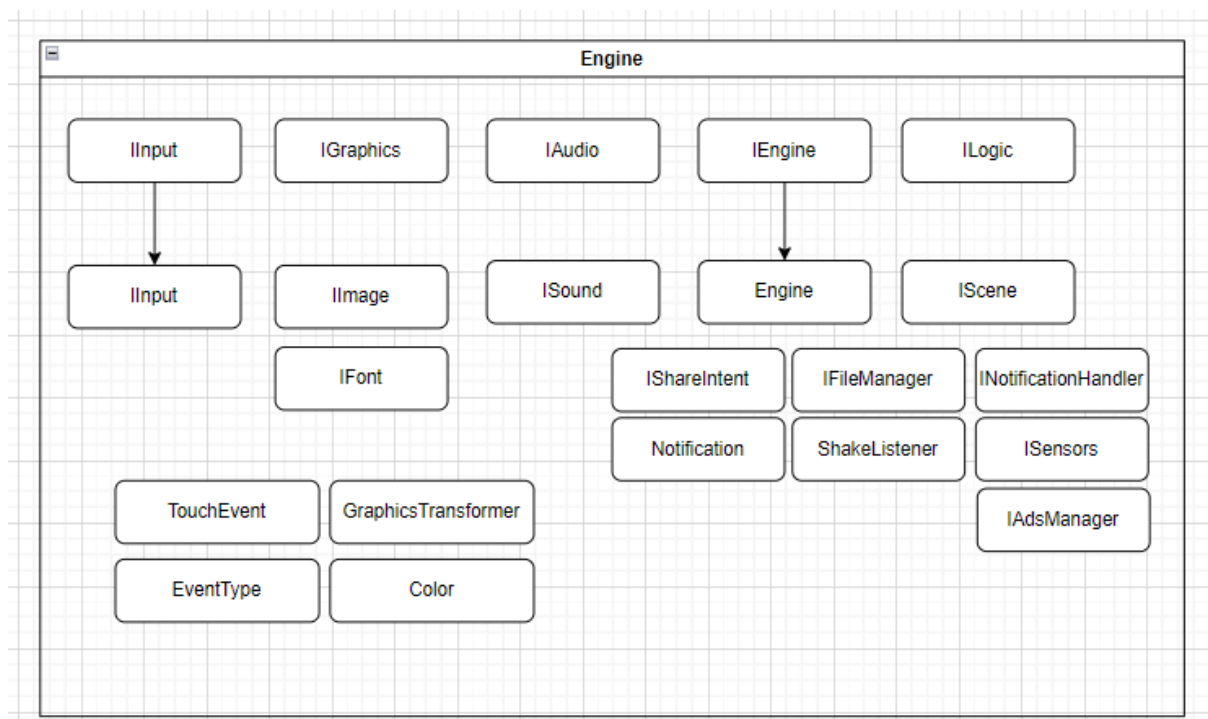 Engine
IInput
IGraphics
IAudio
IEngine
ILogic
IInput
IImage
ISound
Engine
IScene
IFont
IShareIntent
IFileManager
INotificationHandler
Notification
ShakeListener
ISensors
TouchEvent
GraphicsTransformer
IAdsManager
EventType
Color